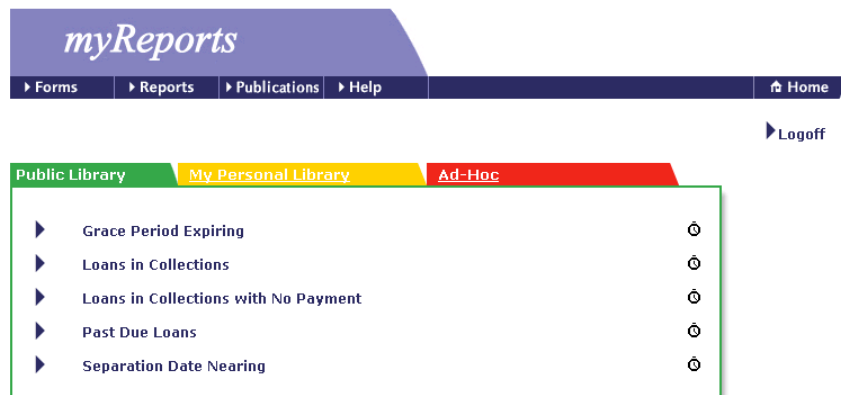 myReports
Forms Reports Publications Help Home
Logoff
Public Library My Personal Library Ad-Hoc
Grace Period Expiring
Loans in Collections
Loans in Collections with No Payment
Past Due Loans
Separation Date Nearing